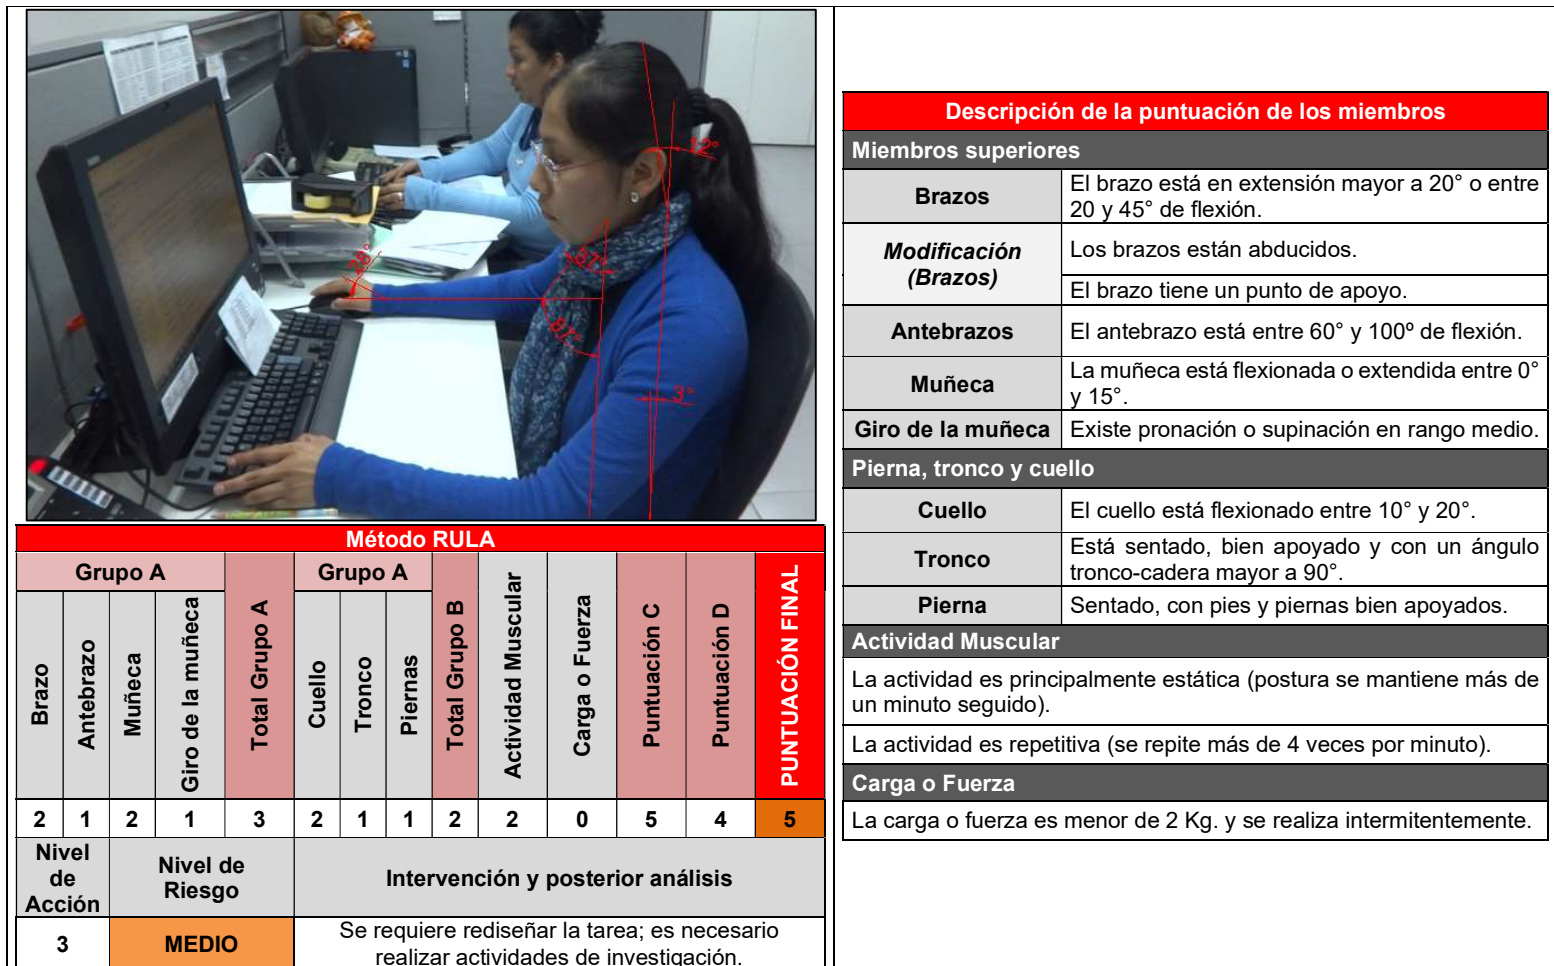 12°
28°
37°
87°
3°
Método RULA
Grupo A
Grupo A
Brazo
Antebrazo
Muñeca
Giro de la muñeca
Total Grupo A
Cuello
Tronco
Piernas
Total Grupo B
Actividad Muscular
Carga o Fuerza
Puntuación C
Puntuación D
PUNTUACIÓN FINAL
2 1 2 1 3 2 1 1 2 2 0 5 4 5
Nivel
de
Acción
Nivel de
Riesgo
Intervención y posterior análisis
3
MEDIO
Se requiere rediseñar la tarea; es necesario
realizar actividades de investigación.
Descripción de la puntuación de los miembros
Miembros superiores
Brazos
El brazo está en extensión mayor a 20° o entre
20 y 45° de flexión.
Modificación
(Brazos)
Los brazos están abducidos.
El brazo tiene un punto de apoyo.
Antebrazos
El antebrazo está entre 60° y 100º de flexión.
Muñeca
La muñeca está flexionada o extendida entre 0°
y 15°.
Giro de la muñeca
Existe pronación o supinación en rango medio.
Pierna, tronco y cuello
Cuello
El cuello está flexionado entre 10° y 20°.
Tronco
Está sentado, bien apoyado y con un ángulo
tronco-cadera mayor a 90°.
Pierna
Sentado, con pies y piernas bien apoyados.
Actividad Muscular
La actividad es principalmente estática (postura se mantiene más de
un minuto seguido).
La actividad es repetitiva (se repite más de 4 veces por minuto).
Carga o Fuerza
La carga o fuerza es menor de 2 Kg. y se realiza intermitentemente.